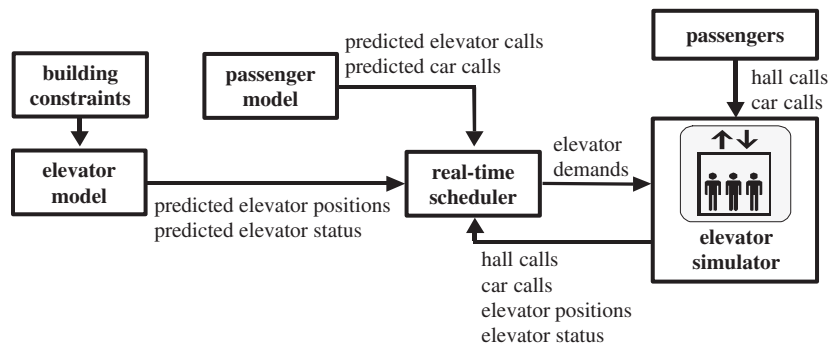 building
constraints
passenger
model
predicted elevator calls
predicted car calls
passengers
hall calls
car calls
elevator
model
predicted elevator positions
predicted elevator status
real-time
scheduler
elevator
demands
elevator
simulator
hall calls
car calls
elevator positions
elevator status